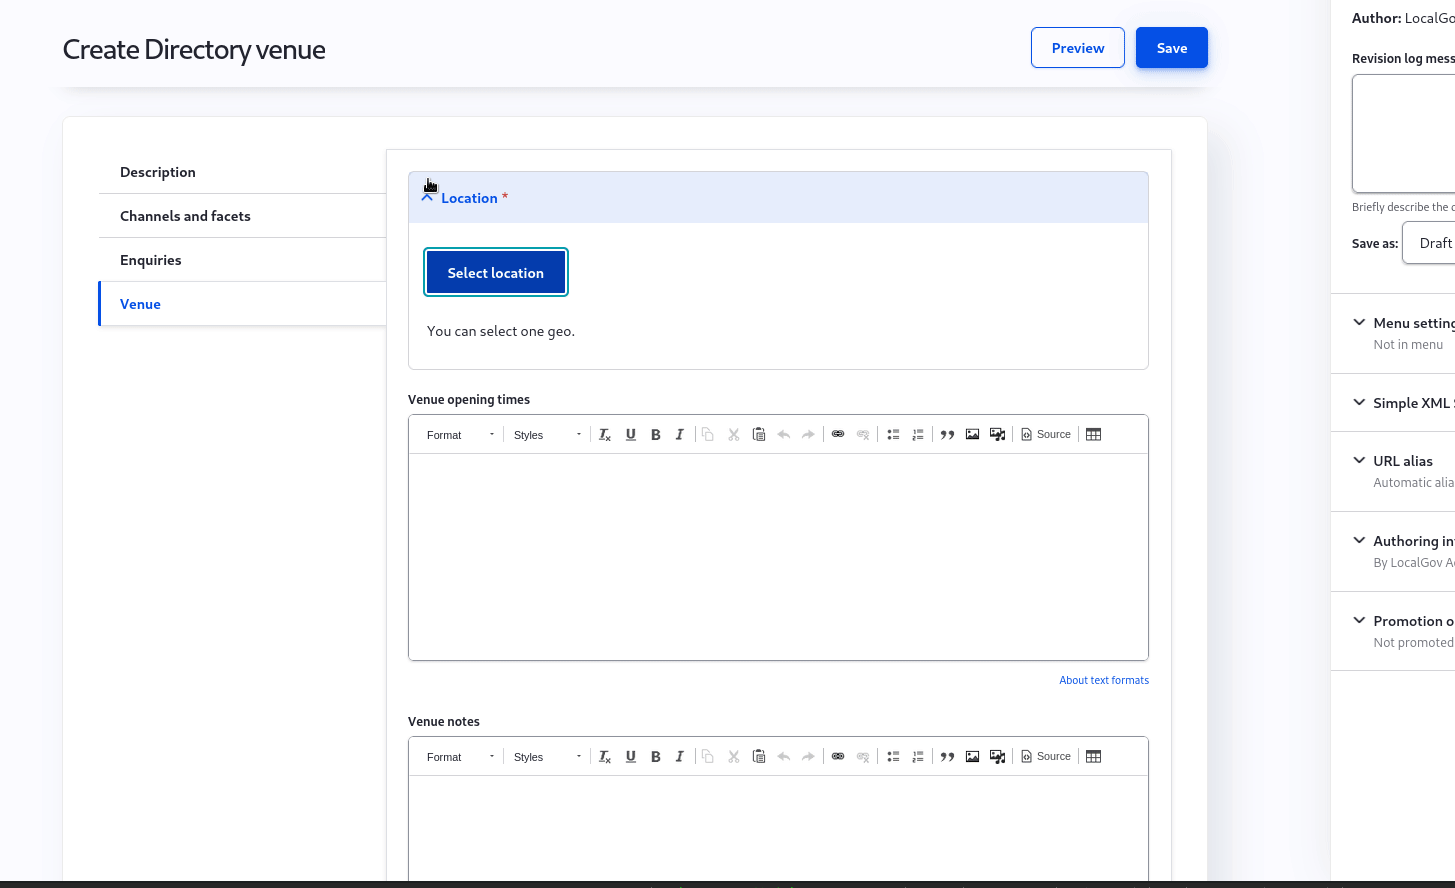 Create Directory venue
Preview
Save
Description
Channels and facets
Enquiries
Venue
Location *
Select location
You can select one geo.
Venue opening times
Format
Styles
Source
About text formats
Venue notes
Format
Styles
Source
Author: LocalGo
Revision log mess
Briefly describe the c
Save as:
Draft
Menu setting
Not in menu
Simple XML S
URL alias
Automatic alia
Authoring in
By LocalGov A
Promotion o
Not promoted